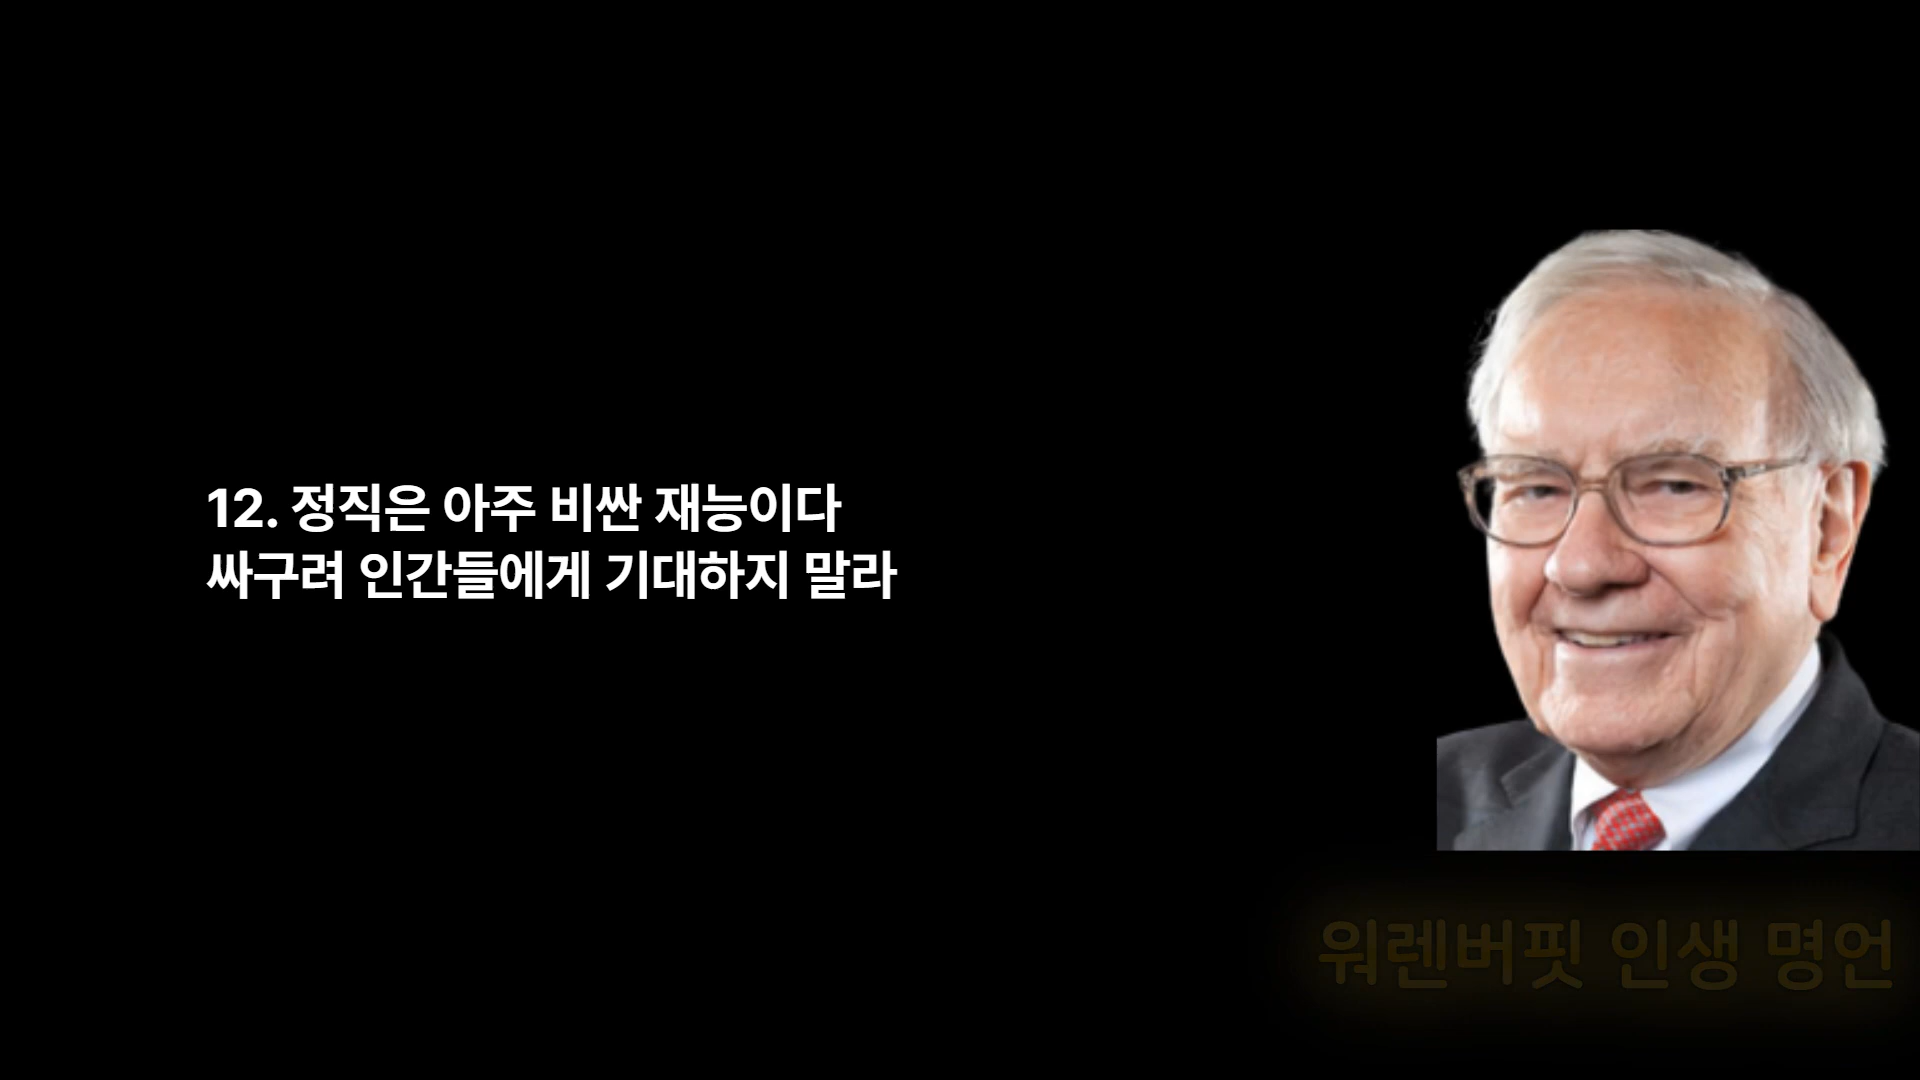 12. 정직은 아주 비싼 재능이다
싸구려 인간들에게 기대하지 말라
워렌버핏 인생 명언